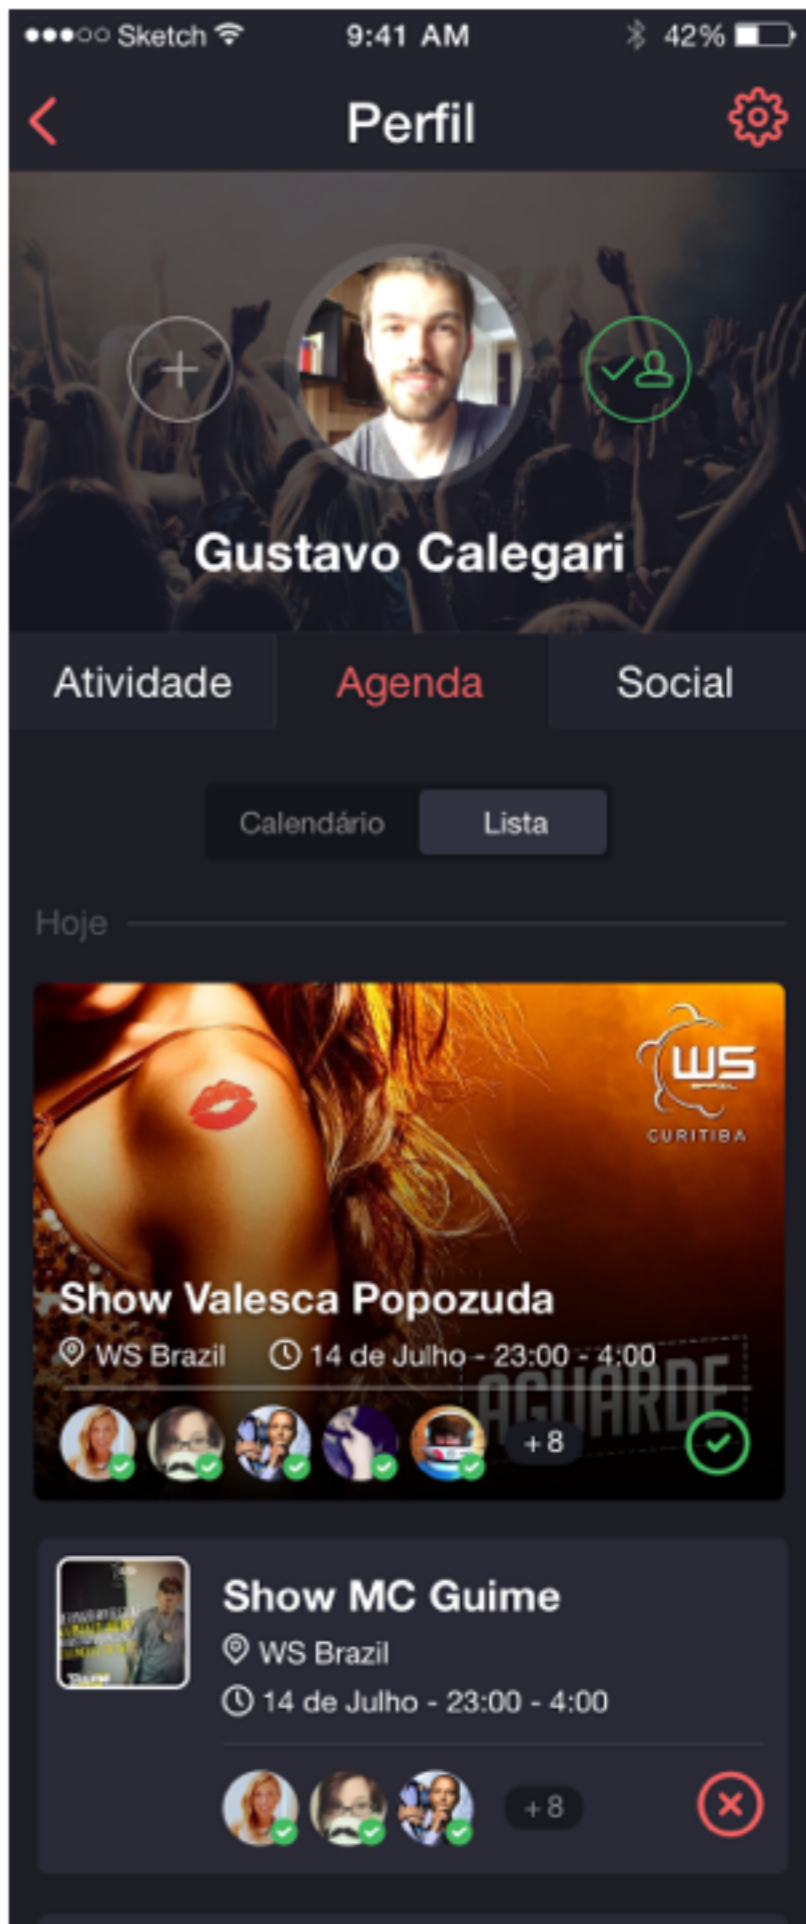 Sketch 9:41 AM 42%
Perfil
Gustavo Calegari
Atividade Agenda Social
Calendário Lista
Hoje
WS
CURITIBA
Show Valesca Popozuda
WS Brazil 14 de Julho - 23:00 - 4:00
AGUARDE
+8
Show MC Guime
WS Brazil
14 de Julho - 23:00 - 4:00
+8